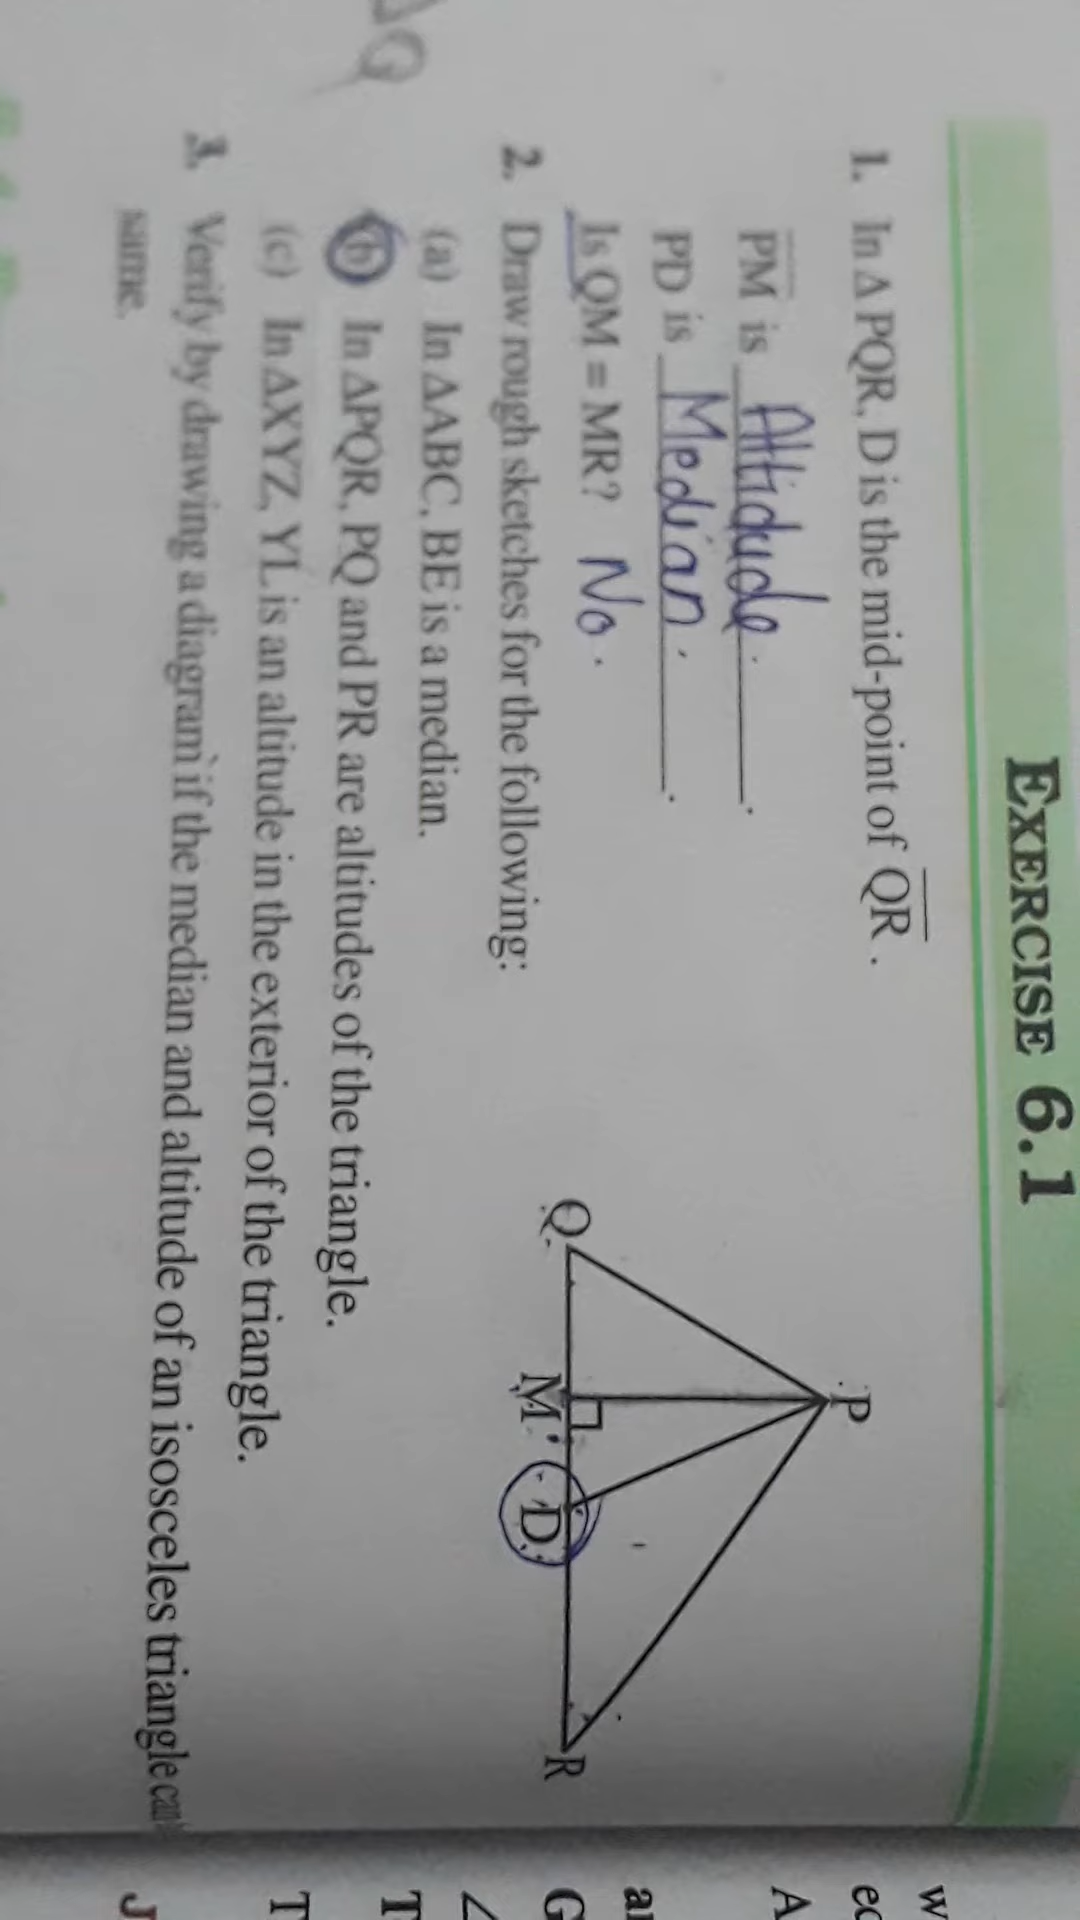 EXERCISE 6.1
1. In Δ PQR, D is the mid-point of QR.
PM is Altidude.
PD is Median.
Is QM = MR? No.
P
Q
M
D
R
2. Draw rough sketches for the following:
(a) In ΔABC, BE is a median.
(b) In ΔPQR, PQ and PR are altitudes of the triangle.
(c) In ΔXYZ, YL is an altitude in the exterior of the triangle.
3. Verify by drawing a diagram if the median and altitude of an isosceles triangle can
same.
Q
w
A
G
T
T
J